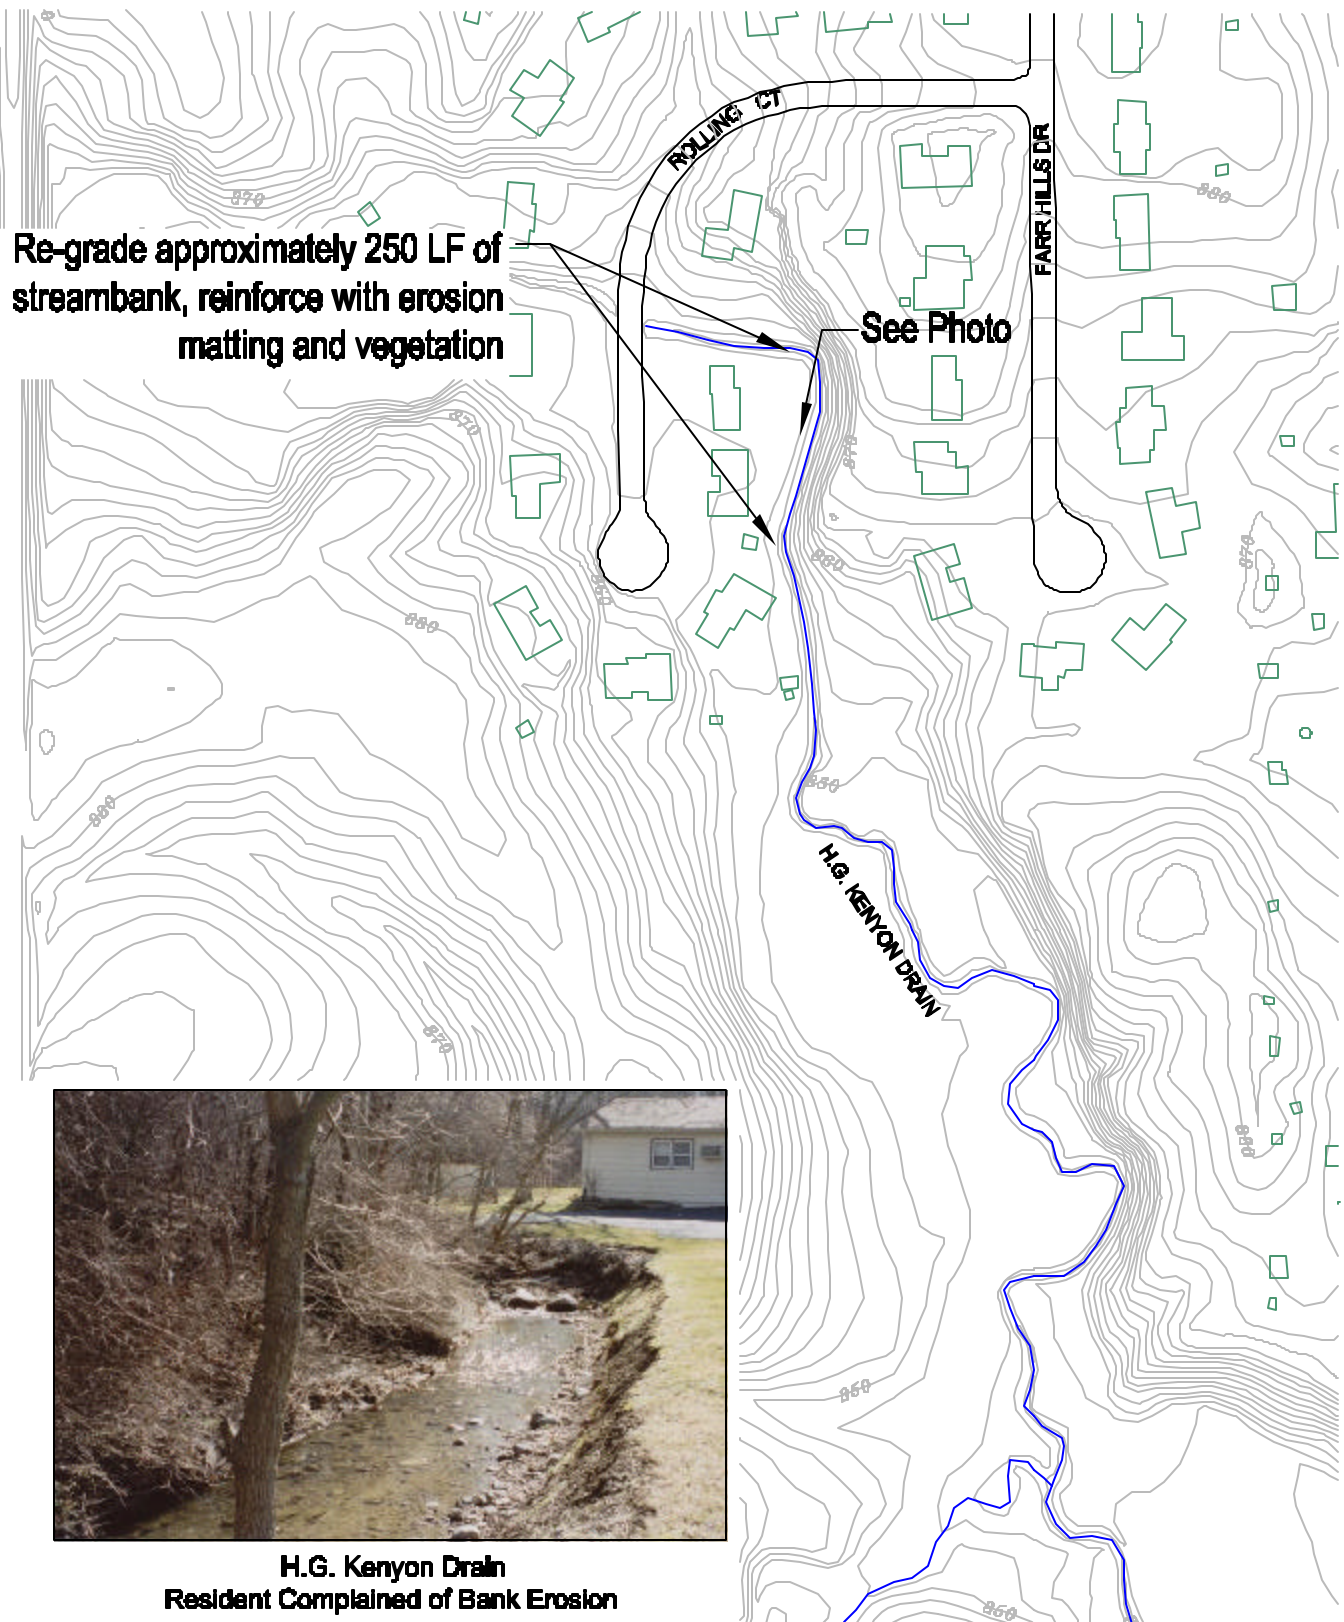 ROLLING CT
FARR HILLS DR
880
870
Re-grade approximately 250 LF of
streambank, reinforce with erosion
matting and vegetation
See Photo
870
870
860
870
860
880
850
880
H.G. KENYON DRAIN
870
880
850
860
H.G. Kenyon Drain
Resident Complained of Bank Erosion